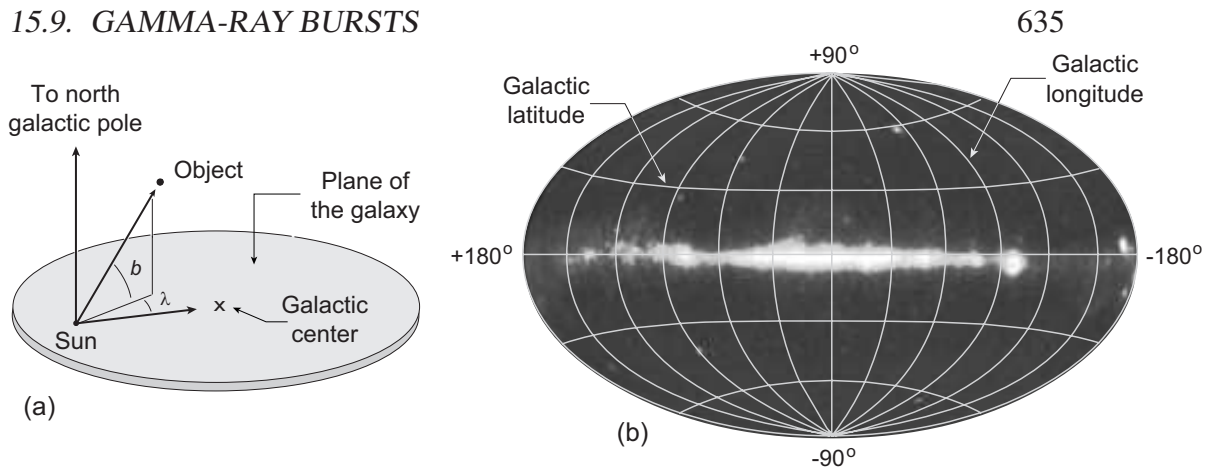 15.9. GAMMA-RAY BURSTS 635
To north
galactic pole
Object
Plane of
the galaxy
b
λ
x
Galactic
center
Sun
(a)
+90°
Galactic
latitude
Galactic
longitude
+180°
-180°
(b)
-90°